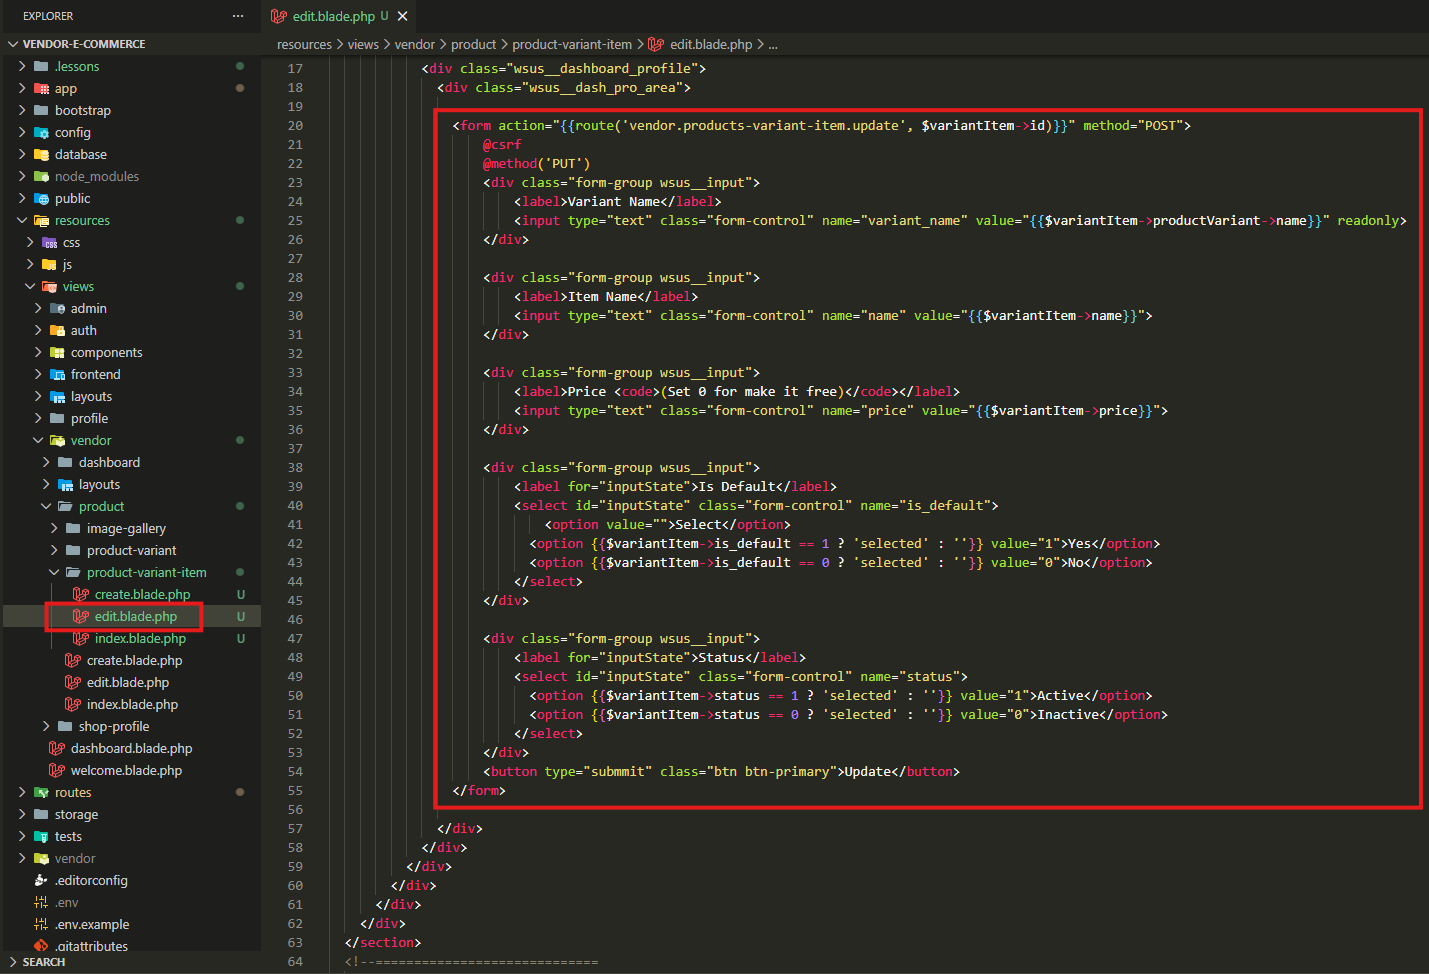 EXPLORER
···
VENDOR-E-COMMERCE
.lessons
app
bootstrap
config
database
node_modules
public
resources
css
js
views
admin
auth
components
frontend
layouts
profile
vendor
dashboard
layouts
product
image-gallery
product-variant
product-variant-item
create.blade.php U
edit.blade.php U
index.blade.php U
create.blade.php
edit.blade.php
index.blade.php
shop-profile
dashboard.blade.php
welcome.blade.php
routes
storage
tests
vendor
.editorconfig
.env
.env.example
.gitattributes
SEARCH
edit.blade.php U
resources > views > vendor > product > product-variant-item > edit.blade.php > ...
17 <div class="wsus__dashboard_profile">
18 <div class="wsus__dash_pro_area">
19
20 <form action="{{route('vendor.products-variant-item.update', $variantItem->id)}}" method="POST">
21 @csrf
22 @method('PUT')
23 <div class="form-group wsus__input">
24 <label>Variant Name</label>
25 <input type="text" class="form-control" name="variant_name" value="{{$variantItem->productVariant->name}}" readonly>
26 </div>
27
28 <div class="form-group wsus__input">
29 <label>Item Name</label>
30 <input type="text" class="form-control" name="name" value="{{$variantItem->name}}">
31 </div>
32
33 <div class="form-group wsus__input">
34 <label>Price <code>(Set 0 for make it free)</code></label>
35 <input type="text" class="form-control" name="price" value="{{$variantItem->price}}">
36 </div>
37
38 <div class="form-group wsus__input">
39 <label for="inputState">Is Default</label>
40 <select id="inputState" class="form-control" name="is_default">
41 <option value="">Select</option>
42 <option {{$variantItem->is_default == 1 ? 'selected' : ''}} value="1">Yes</option>
43 <option {{$variantItem->is_default == 0 ? 'selected' : ''}} value="0">No</option>
44 </select>
45 </div>
46
47 <div class="form-group wsus__input">
48 <label for="inputState">Status</label>
49 <select id="inputState" class="form-control" name="status">
50 <option {{$variantItem->status == 1 ? 'selected' : ''}} value="1">Active</option>
51 <option {{$variantItem->status == 0 ? 'selected' : ''}} value="0">Inactive</option>
52 </select>
53 </div>
54 <button type="submmit" class="btn btn-primary">Update</button>
55 </form>
56
57 </div>
58 </div>
59 </div>
60 </div>
61 </div>
62 </div>
63 </section>
64 <!--=============================